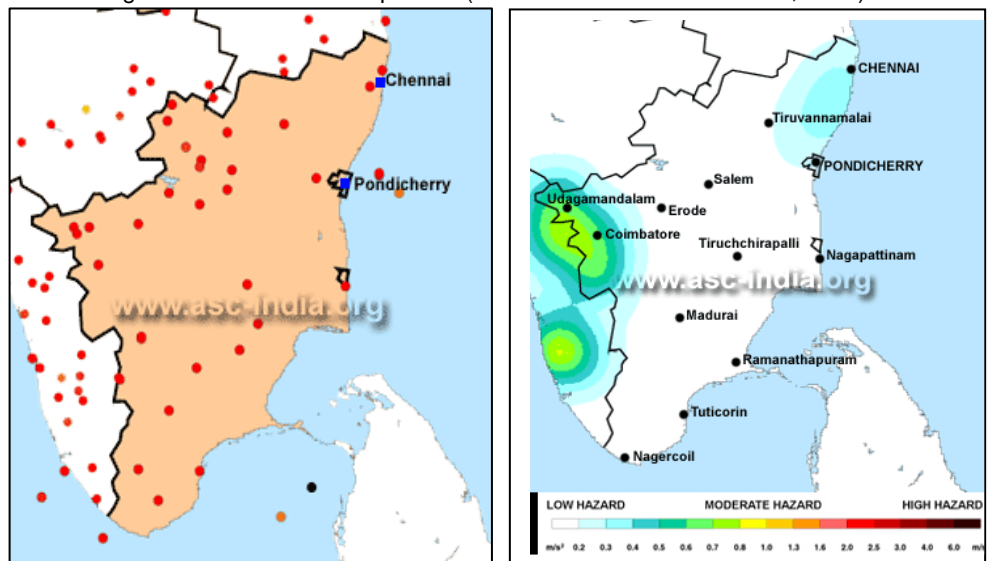 Chennai
Pondicherry
www.asc-india.org
CHENNAI
Tiruvannamalai
PONDICHERRY
Salem
Udagamandalam
Erode
Coimbatore
Tiruchchirapalli
Nagapattinam
www.asc-india.org
Madurai
Ramanathapuram
Tuticorin
Nagercoil
LOW HAZARD MODERATE HAZARD HIGH HAZARD
m/s² 0.2 0.3 0.4 0.5 0.6 0.7 0.8 1.0 1.3 1.6 2.0 2.5 3.0 4.0 6.0